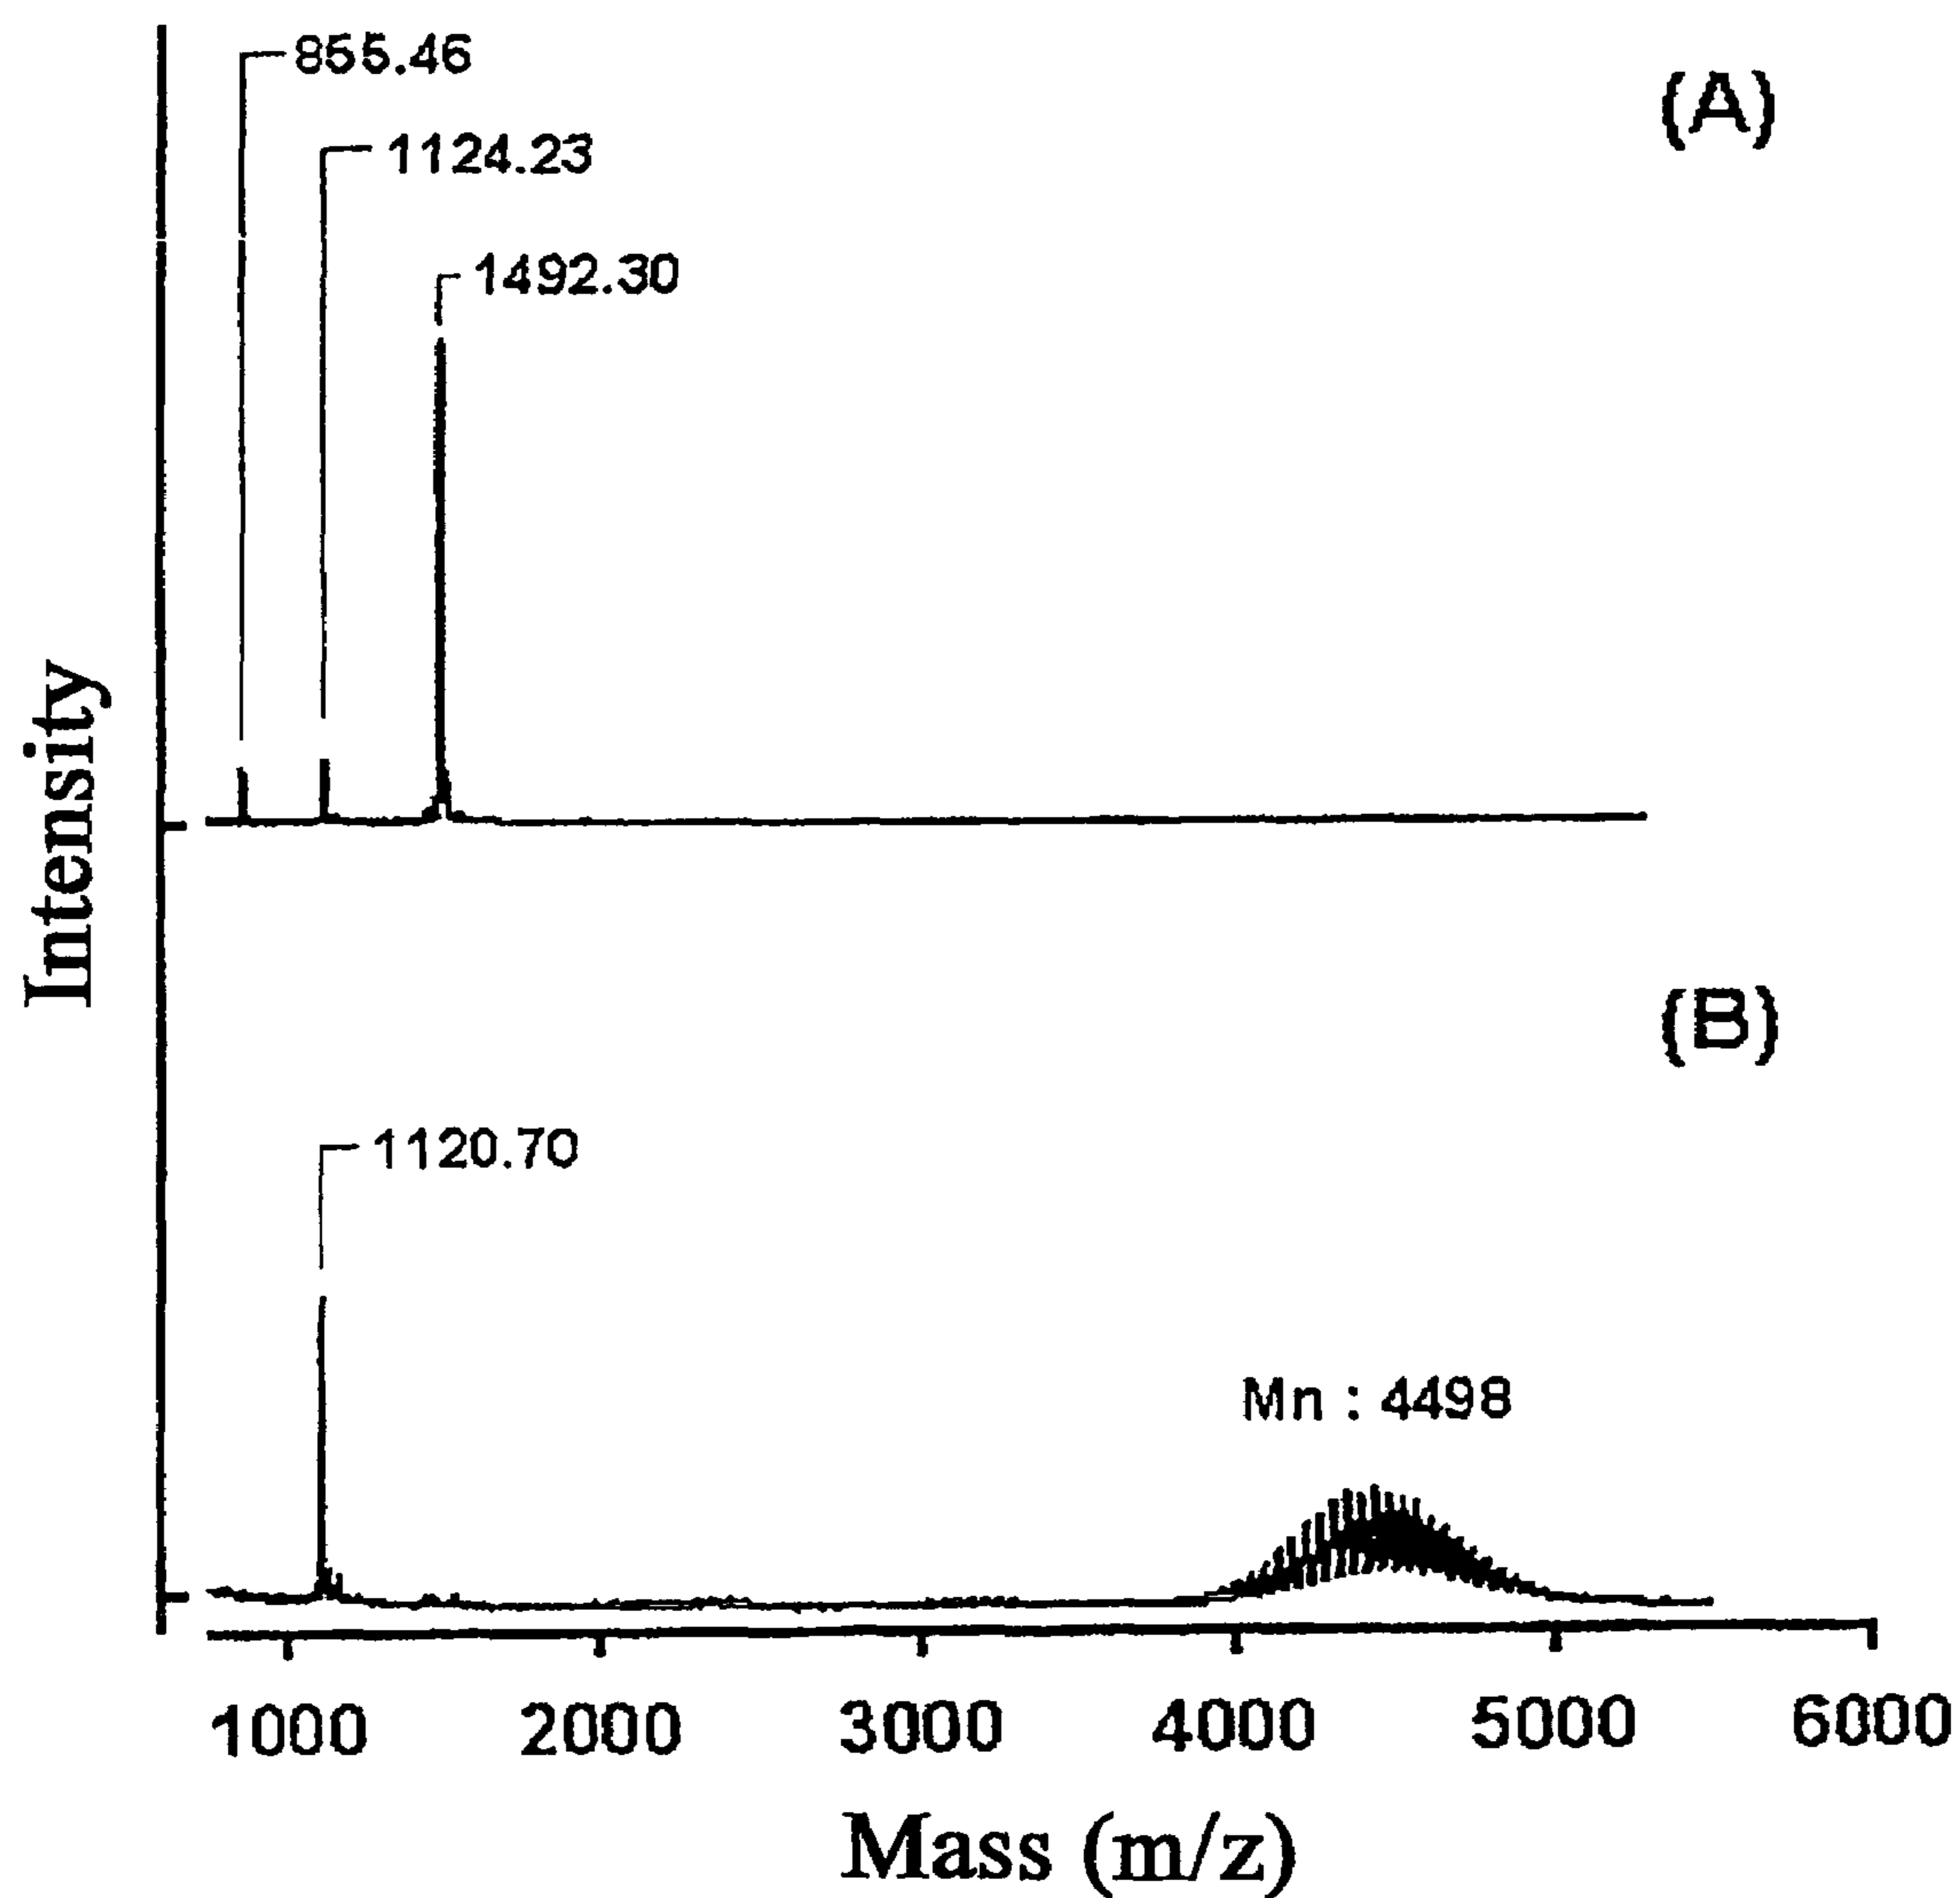 855.46
(A)
1124.23
1492.30
Intensity
(B)
1120.70
Mn : 4498
1000 2000 3000 4000 5000 6000
Mass (m/z)